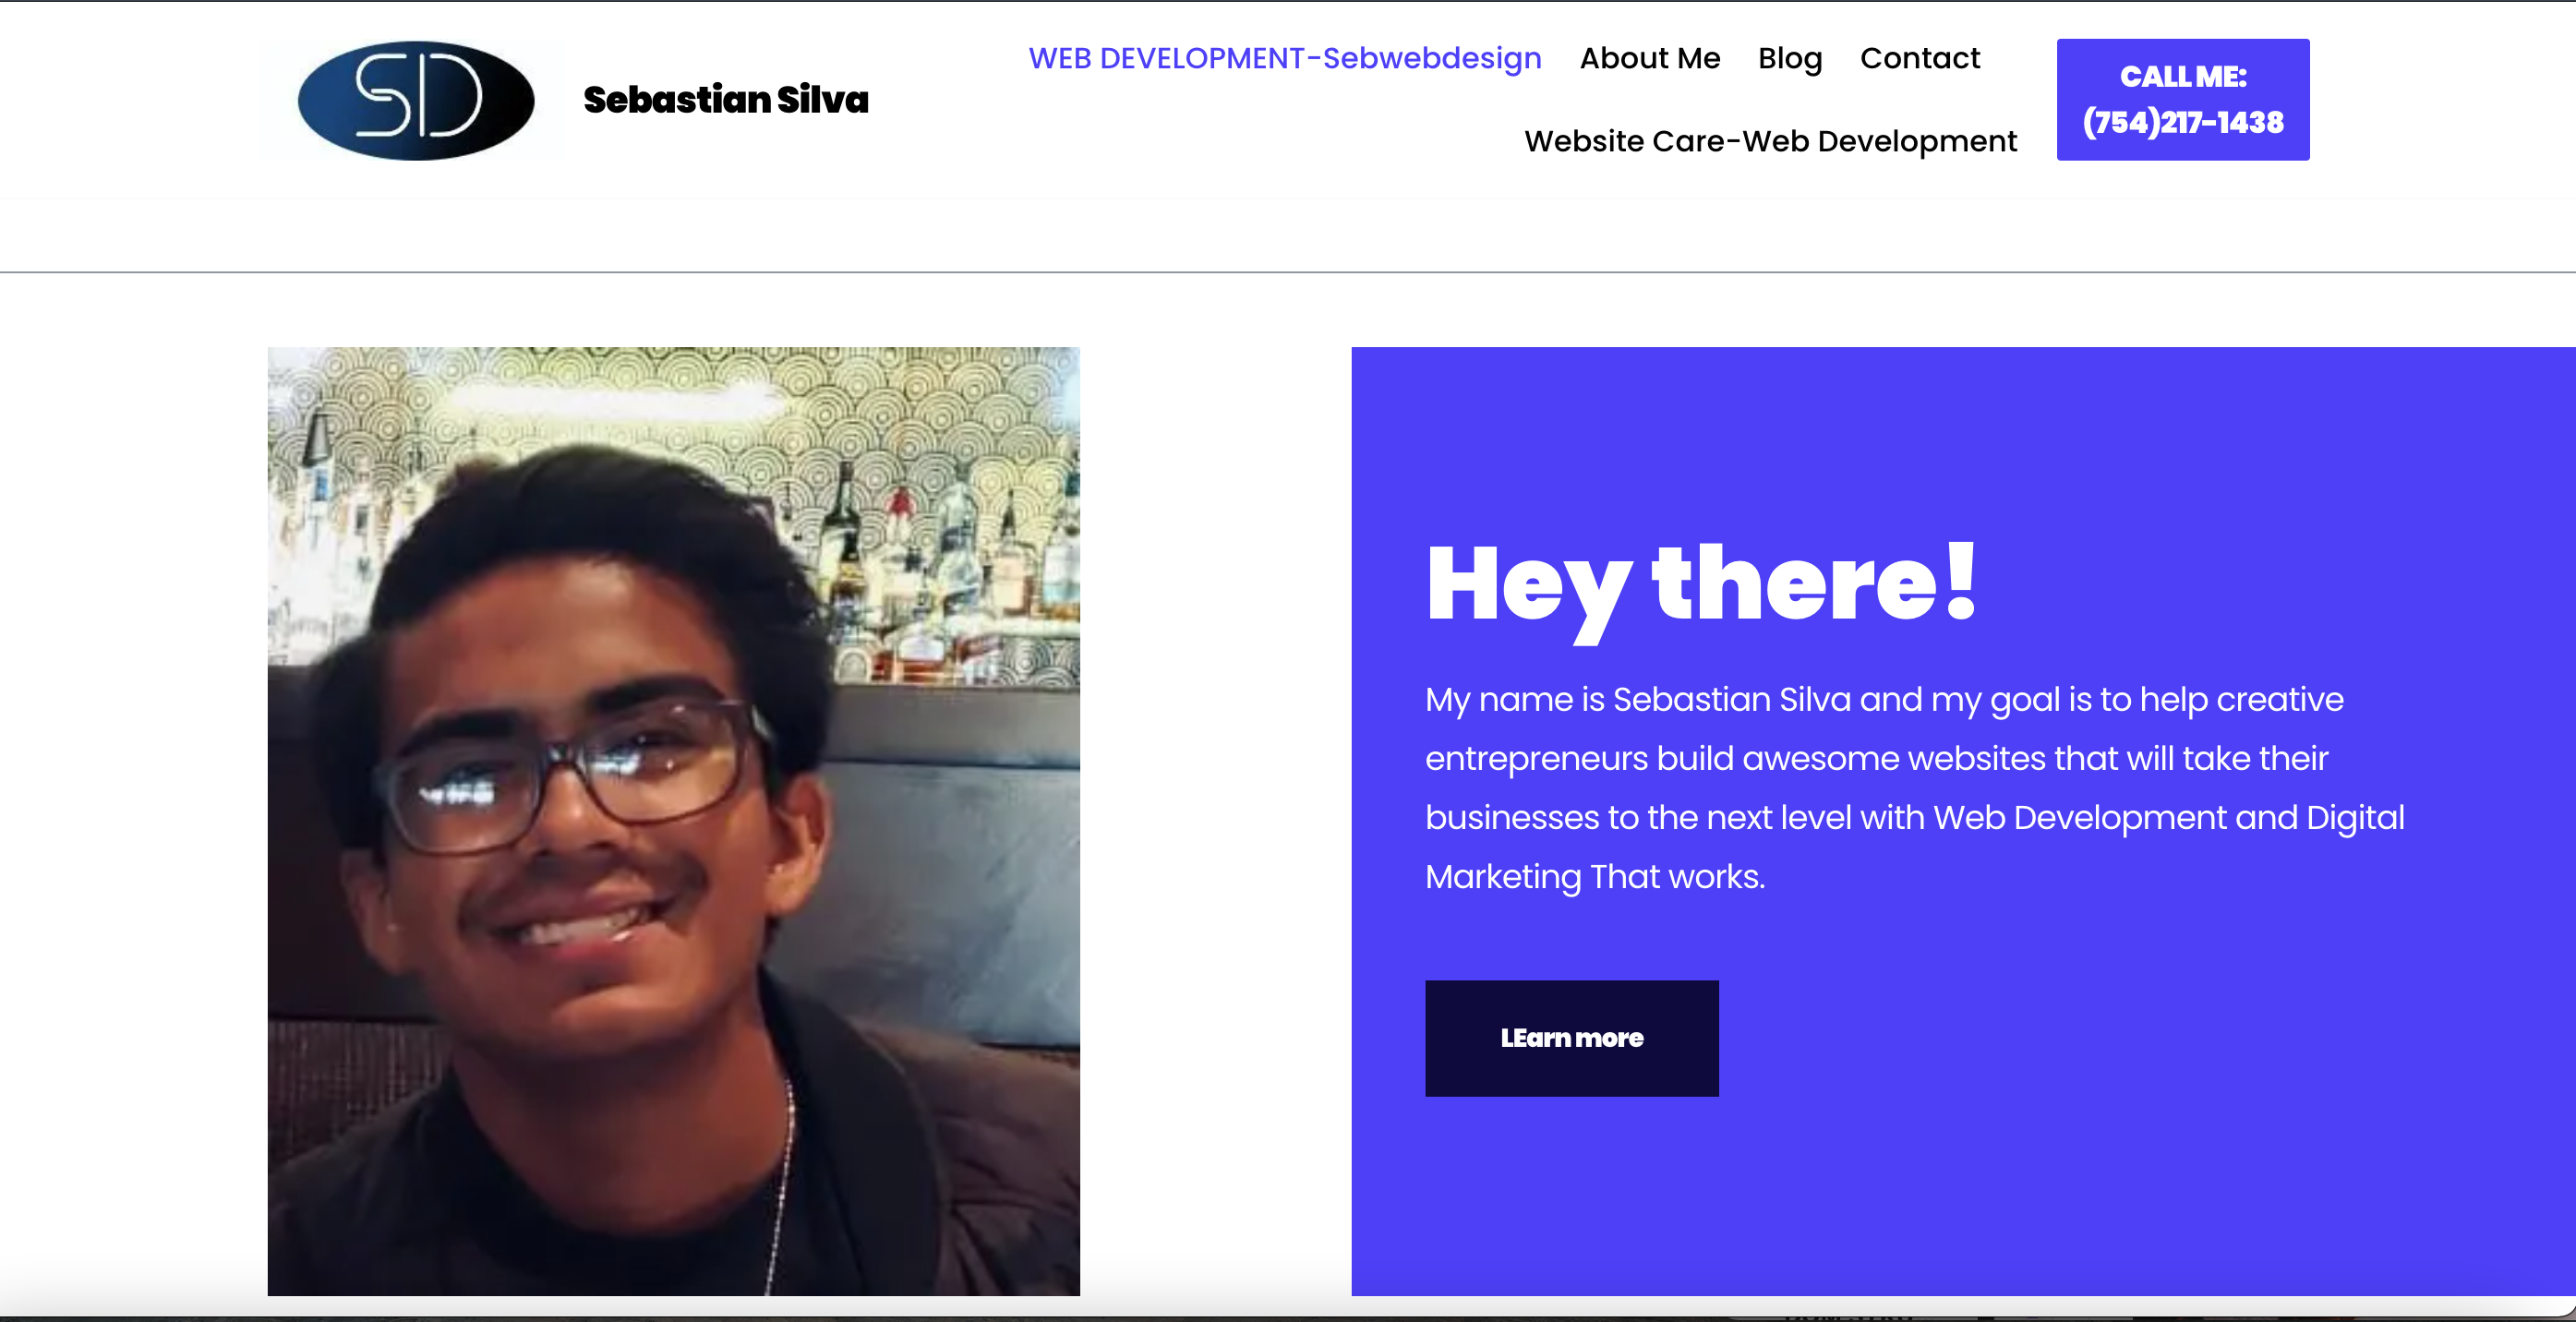 SD
Sebastian Silva
WEB DEVELOPMENT-Sebwebdesign About Me Blog Contact
Website Care-Web Development
CALL ME:
(754)217-1438
Hey there!
My name is Sebastian Silva and my goal is to help creative
entrepreneurs build awesome websites that will take their
businesses to the next level with Web Development and Digital
Marketing That works.
LEarn more